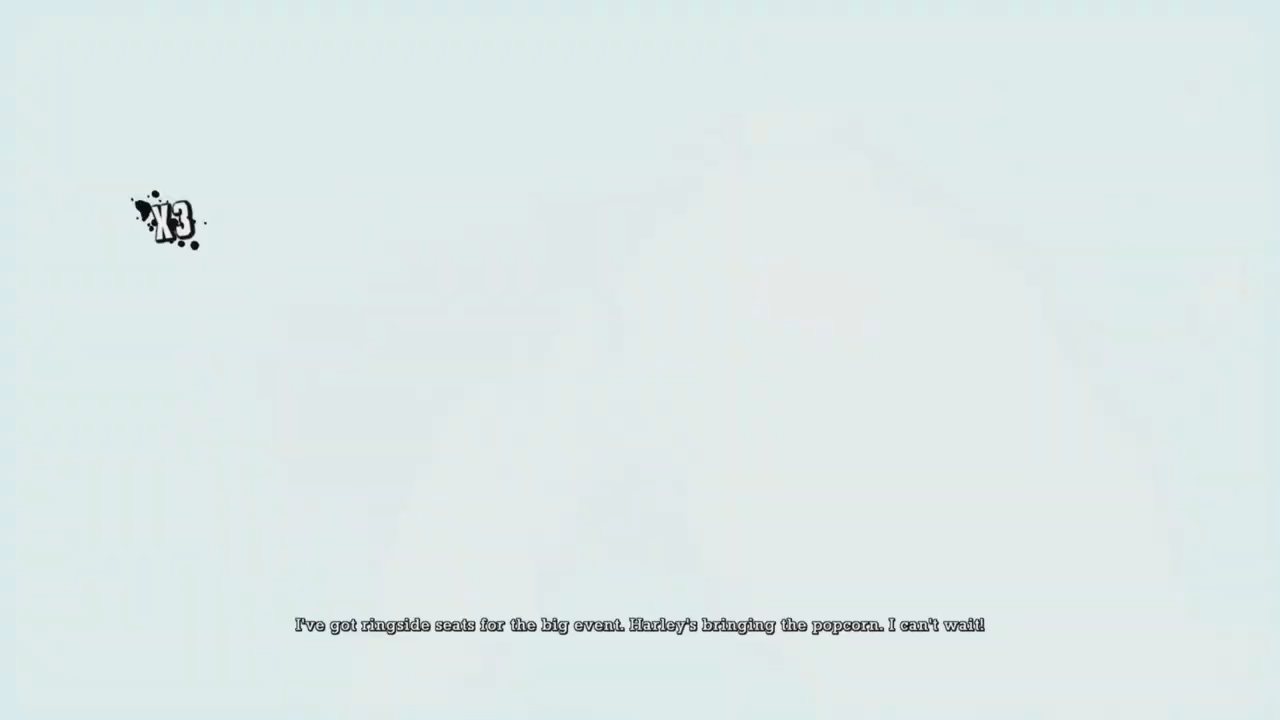 X3
I've got ringside seats for the big event. Harley's bringing the popcorn. I can't wait!